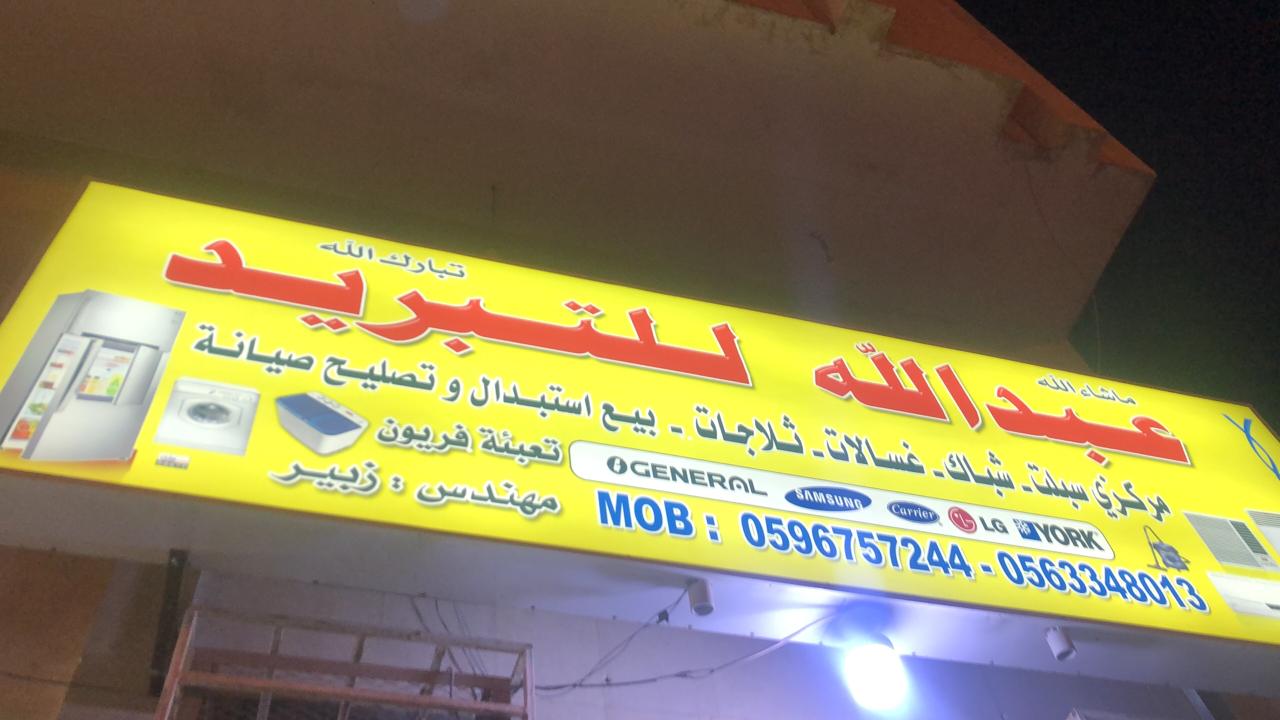 ماشاء الله
تبارك الله
عبدالله للتبريد
مركزي سبلت - شباك - غسالات - ثلاجات - بيع استبدال و تصليح صيانة
تعبئة فريون
GENERAL SAMSUNG Carrier LG YORK
مهندس : زبير
MOB : 0596757244 - 0563348013